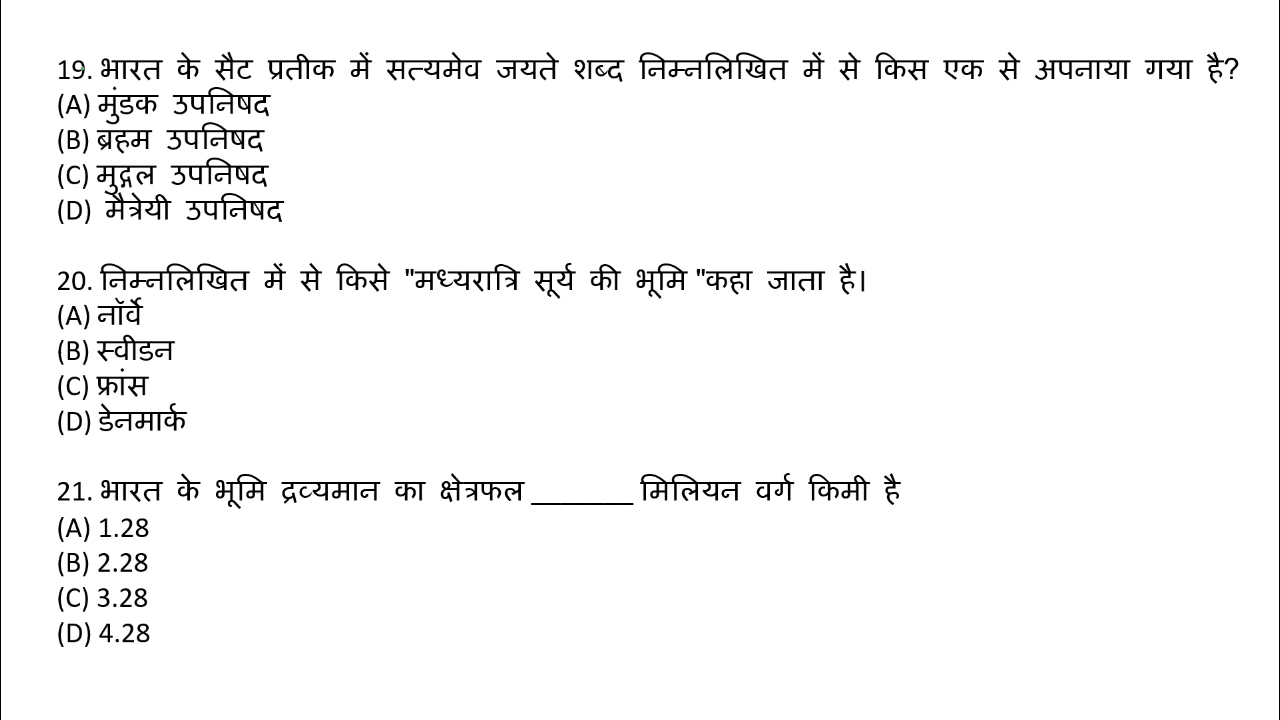 19. भारत के सैट प्रतीक में सत्यमेव जयते शब्द निम्नलिखित में से किस एक से अपनाया गया है?
(A) मुंडक उपनिषद
(B) ब्रहम उपनिषद
(C) मुद्गल उपनिषद
(D) मैत्रेयी उपनिषद
20. निम्नलिखित में से किसे "मध्यरात्रि सूर्य की भूमि "कहा जाता है।
(A) नॉर्वे
(B) स्वीडन
(C) फ्रांस
(D) डेनमार्क
21. भारत के भूमि द्रव्यमान का क्षेत्रफल _______ मिलियन वर्ग किमी है
(A) 1.28
(B) 2.28
(C) 3.28
(D) 4.28